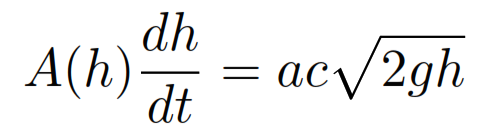 A(h) dh/dt = ac√2gh